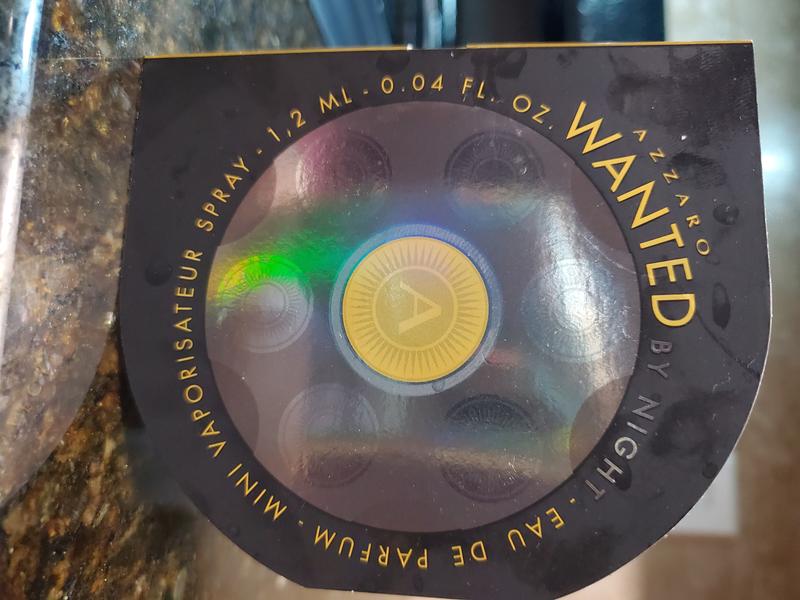 AZZARO
WANTED BY NIGHT - EAU DE PARFUM - MINI VAPORISATEUR SPRAY - 1,2 ML - 0.04 FL. OZ.
A